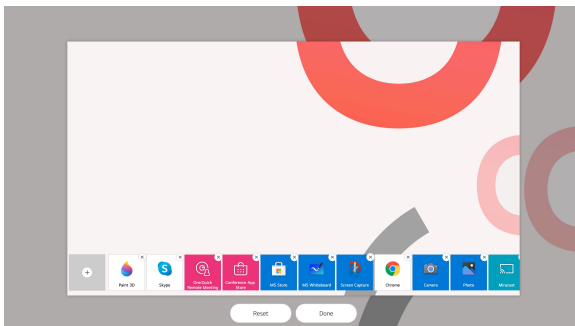 Paint 3D
Skype
OneQuick
Remote Meeting
Conference App
Store
MS Store
MS Whiteboard
Screen Capture
Chrome
Camera
Photo
Miracast
Reset
Done